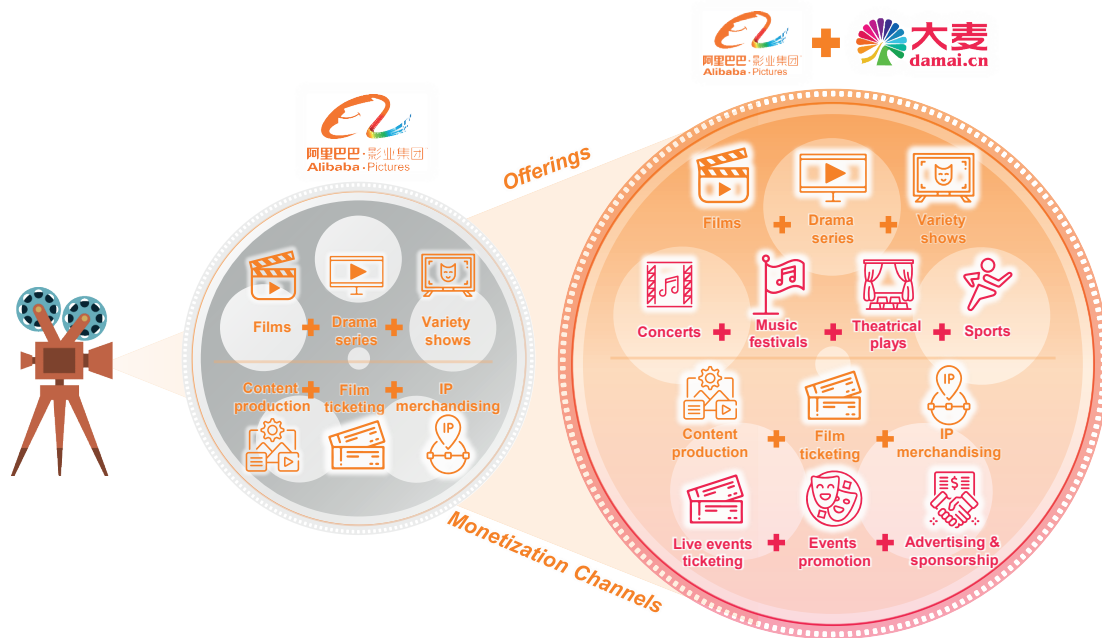 阿里巴巴·影业集团
Alibaba·Pictures
+
大麦
damai.cn
阿里巴巴·影业集团
Alibaba·Pictures
Offerings
Films + Drama series + Variety shows
Content production + Film ticketing + IP merchandising
IP
Films + Drama series + Variety shows
Concerts + Music festivals + Theatrical plays + Sports
IP
Content production + Film ticketing + IP merchandising
$
Live events ticketing + Events promotion + Advertising & sponsorship
Monetization Channels